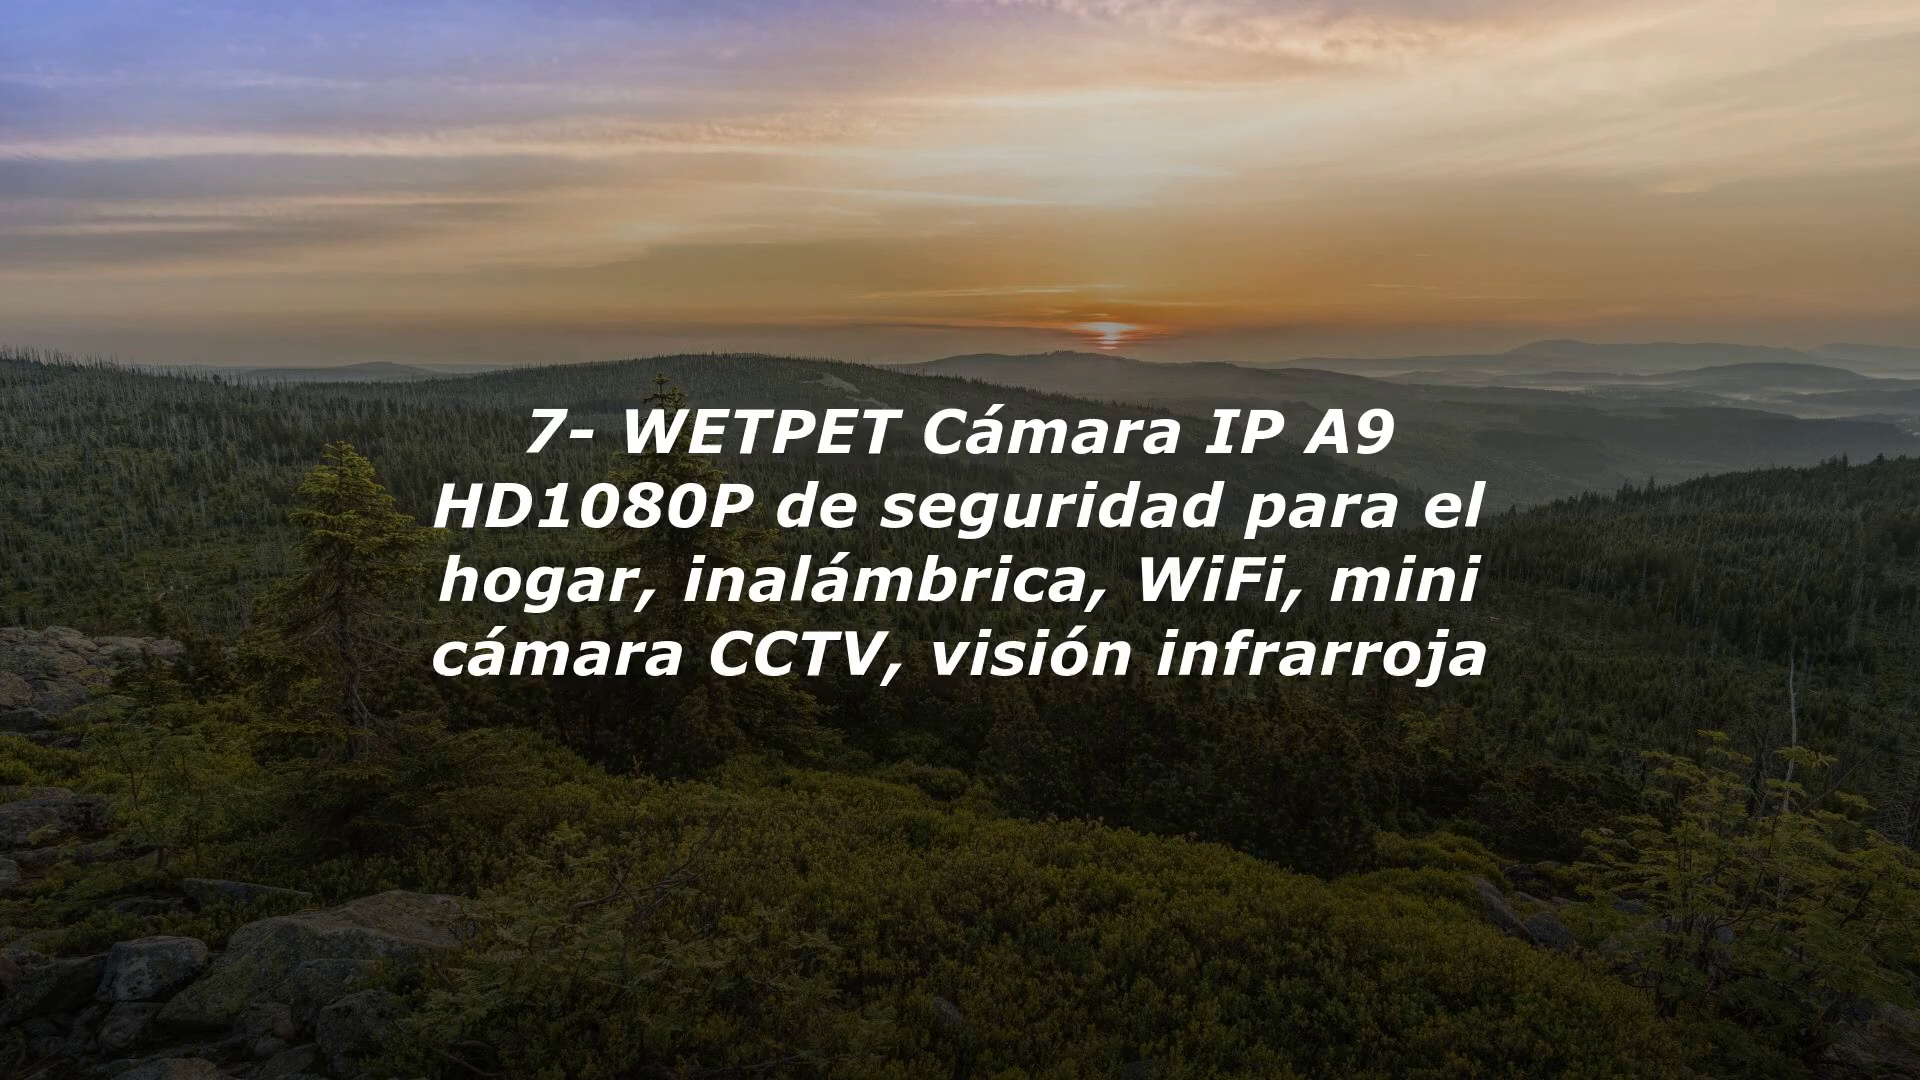 7- WETPET Cámara IP A9
HD1080P de seguridad para el
hogar, inalámbrica, WiFi, mini
cámara CCTV, visión infrarroja